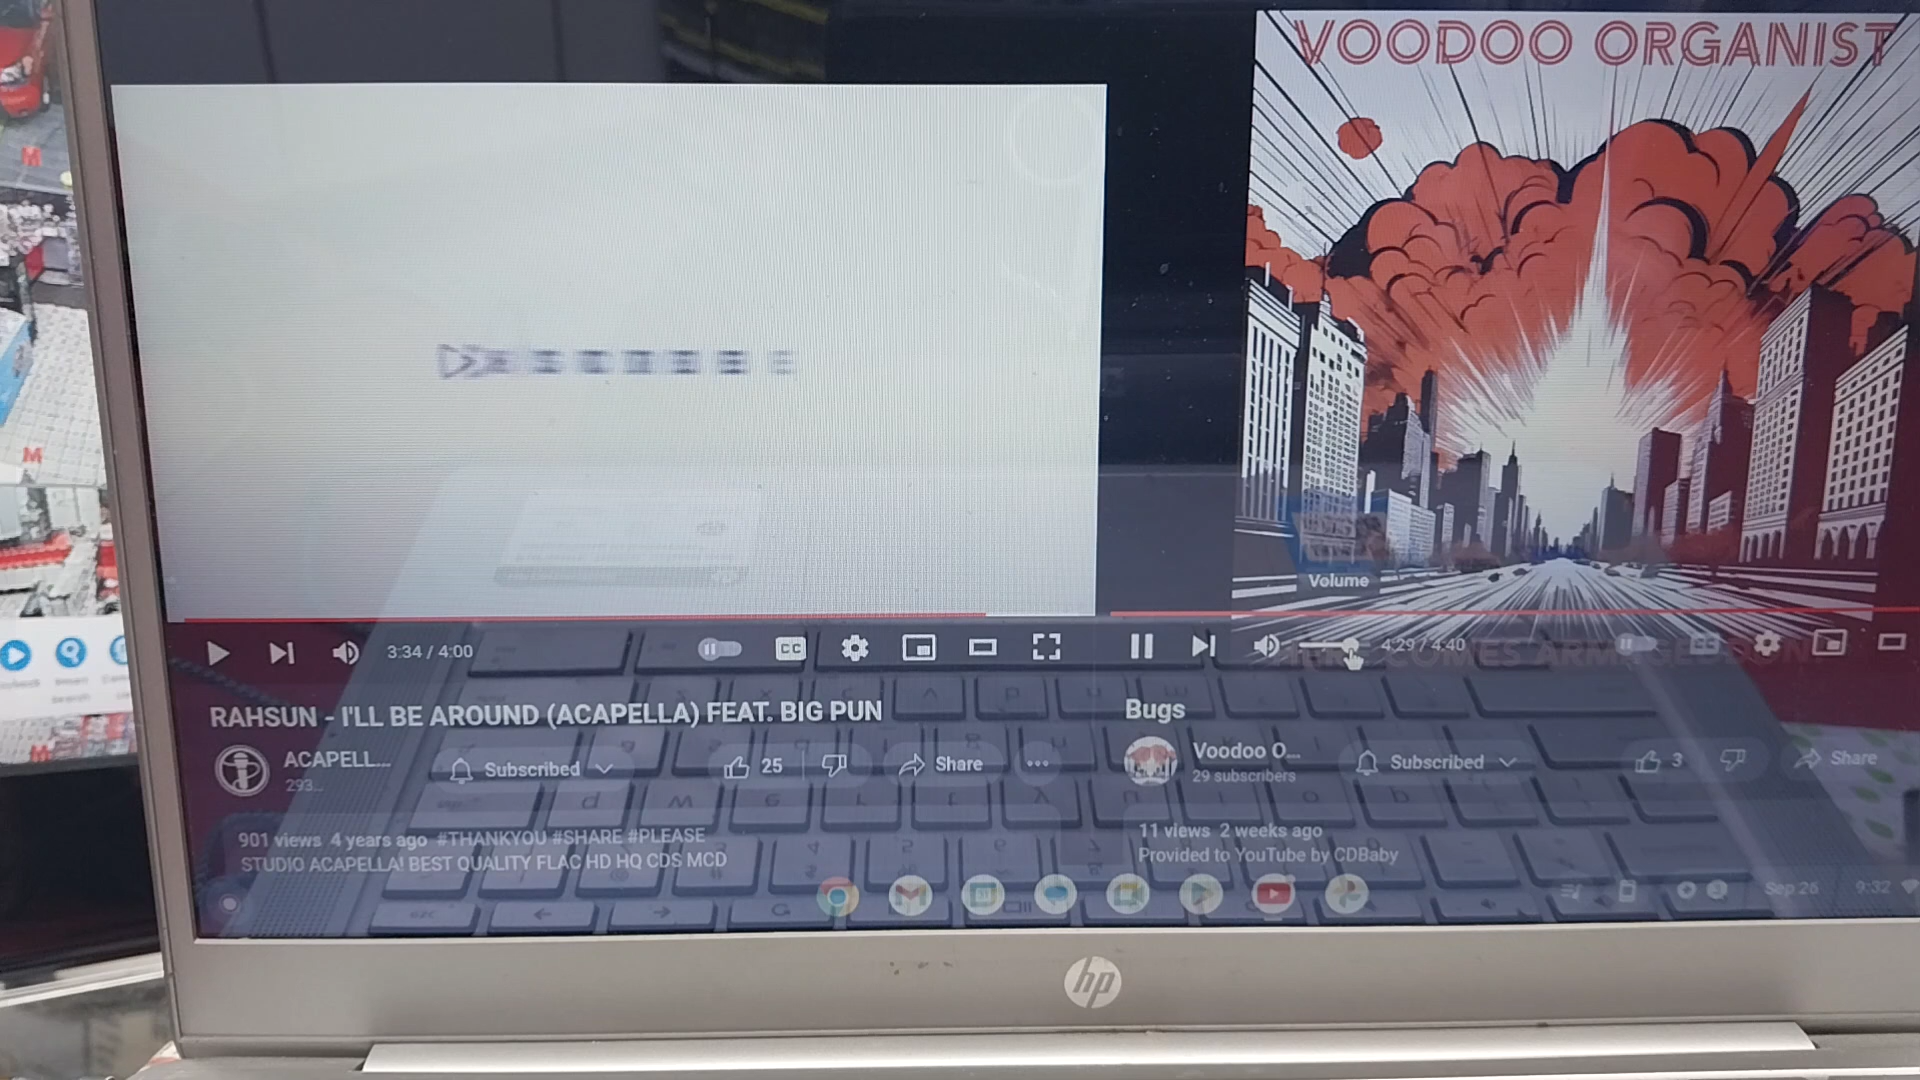 VOODOO ORGANIST
Volume
3:34 / 4:00
CC
4:29 / 4:40
COMES ARMAGEDDON
RAHSUN - I'LL BE AROUND (ACAPELLA) FEAT. BIG PUN
ACAPELL...
293...
Subscribed
25
Share
901 views 4 years ago #THANKYOU #SHARE #PLEASE
STUDIO ACAPELLA! BEST QUALITY FLAC HD HQ CDS MCD
Bugs
Voodoo O...
29 subscribers
Subscribed
3
Share
11 views 2 weeks ago
Provided to YouTube by CDBaby
Sep 26
9:32
hp
M
M
M